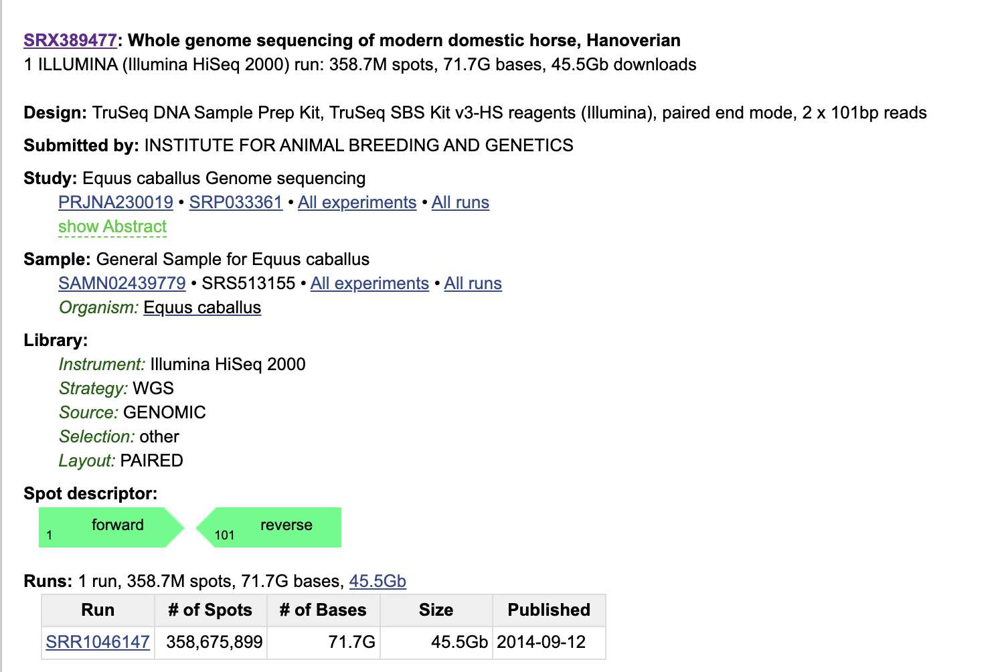 SRX389477: Whole genome sequencing of modern domestic horse, Hanoverian
1 ILLUMINA (Illumina HiSeq 2000) run: 358.7M spots, 71.7G bases, 45.5Gb downloads
Design: TruSeq DNA Sample Prep Kit, TruSeq SBS Kit v3-HS reagents (Illumina), paired end mode, 2 x 101bp reads
Submitted by: INSTITUTE FOR ANIMAL BREEDING AND GENETICS
Study: Equus caballus Genome sequencing
PRJNA230019 • SRP033361 • All experiments • All runs
show Abstract
Sample: General Sample for Equus caballus
SAMN02439779 • SRS513155 • All experiments • All runs
Organism: Equus caballus
Library:
Instrument: Illumina HiSeq 2000
Strategy: WGS
Source: GENOMIC
Selection: other
Layout: PAIRED
Spot descriptor:
1 forward 101 reverse
Runs: 1 run, 358.7M spots, 71.7G bases, 45.5Gb
Run # of Spots # of Bases Size Published
SRR1046147 358,675,899 71.7G 45.5Gb 2014-09-12